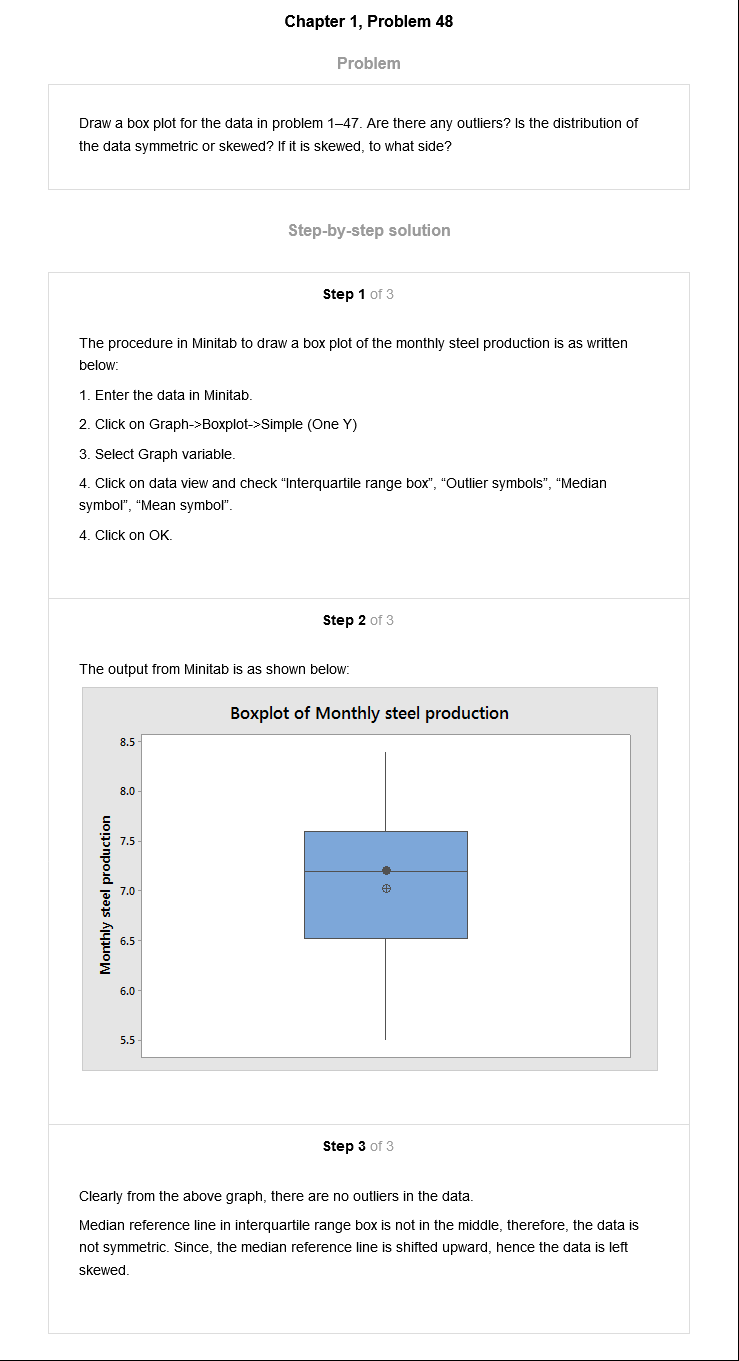 Chapter 1, Problem 48
Problem
Draw a box plot for the data in problem 1–47. Are there any outliers? Is the distribution of
the data symmetric or skewed? If it is skewed, to what side?
Step-by-step solution
Step 1 of 3
The procedure in Minitab to draw a box plot of the monthly steel production is as written
below:
1. Enter the data in Minitab.
2. Click on Graph->Boxplot->Simple (One Y)
3. Select Graph variable.
4. Click on data view and check “Interquartile range box”, “Outlier symbols”, “Median
symbol”, “Mean symbol”.
4. Click on OK.
Step 2 of 3
The output from Minitab is as shown below:
Boxplot of Monthly steel production
Monthly steel production
8.5
8.0
7.5
7.0
6.5
6.0
5.5
Step 3 of 3
Clearly from the above graph, there are no outliers in the data.
Median reference line in interquartile range box is not in the middle, therefore, the data is
not symmetric. Since, the median reference line is shifted upward, hence the data is left
skewed.